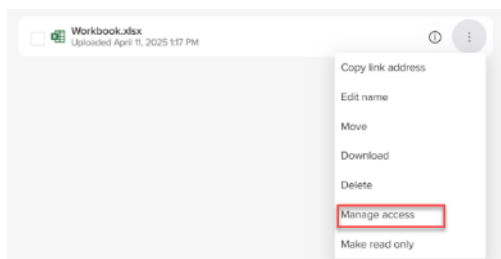 Workbook.xlsx
Uploaded April 11, 2025 1:17 PM
Copy link address
Edit name
Move
Download
Delete
Manage access
Make read only